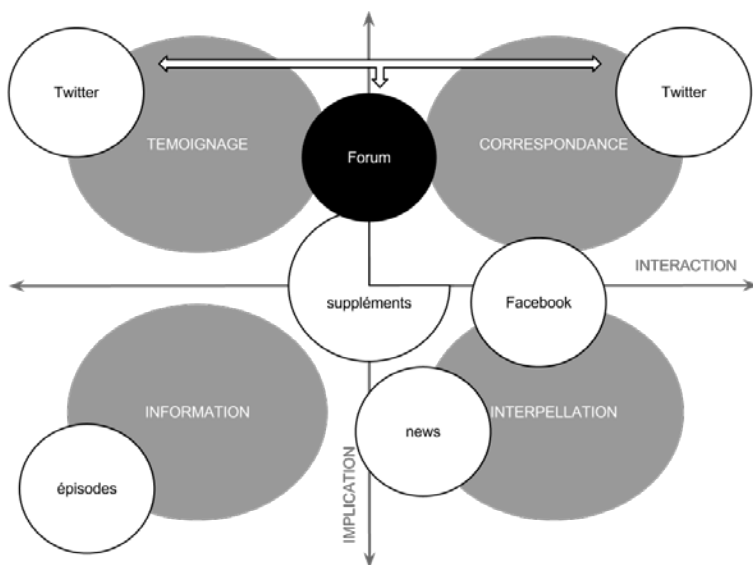 Twitter
Twitter
TEMOIGNAGE
Forum
CORRESPONDANCE
INTERACTION
suppléments
Facebook
INFORMATION
news
INTERPELLATION
épisodes
IMPLICATION